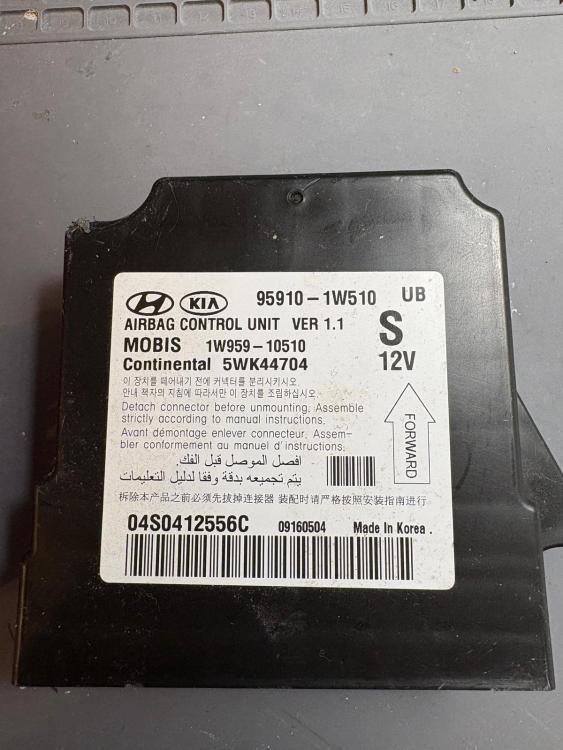 KIA 95910-1W510 UB
AIRBAG CONTROL UNIT VER 1.1 S
MOBIS 1W959-10510
Continental 5WK44704 12V
이 장치를 떼어내기 전에 커넥터를 분리시키시오.
안내 책자의 지침에 따라서만 이 장치를 조립하십시오.
Detach connector before unmounting. Assemble
strictly according to manual instructions.
Avant démontage enlever connecteur. Assem-
bler conformement au manuel d'instructions.
افصل الموصل قبل الفك.
يتم تجميعه بدقة وفقا لدليل التعليمات
FORWARD
拆除本产品之前必须先拔掉连接器 装配时请严格按照安装指南进行
04S0412556C 09160504 Made In Korea .